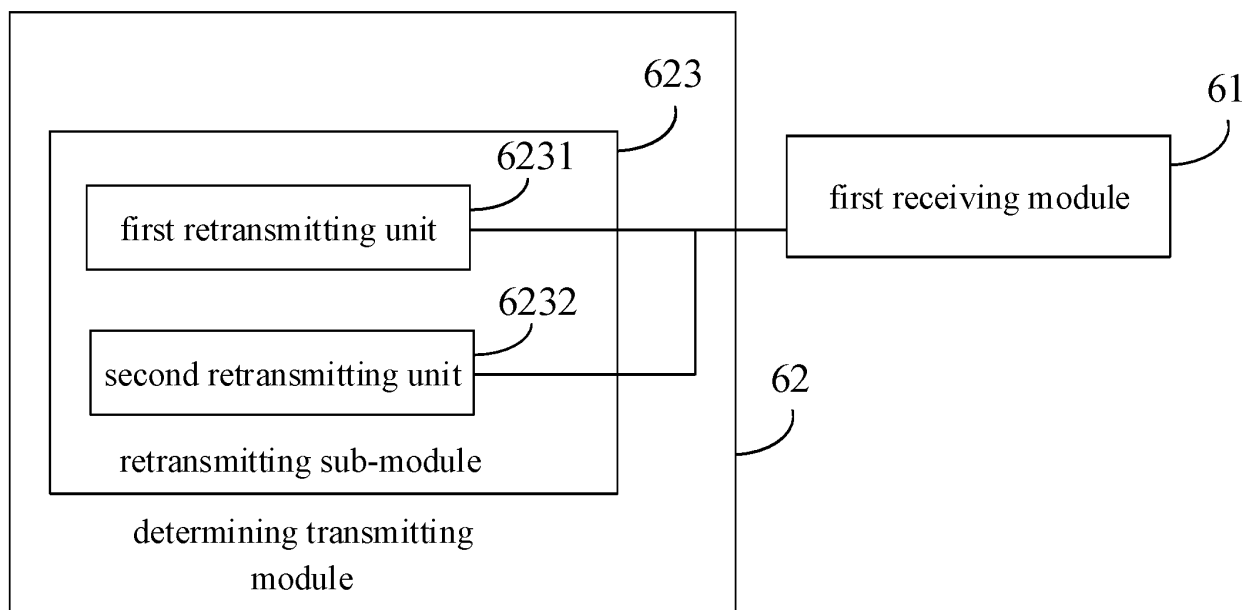 623
61
6231
first retransmitting unit
first receiving module
6232
second retransmitting unit
62
retransmitting sub-module
determining transmitting
module